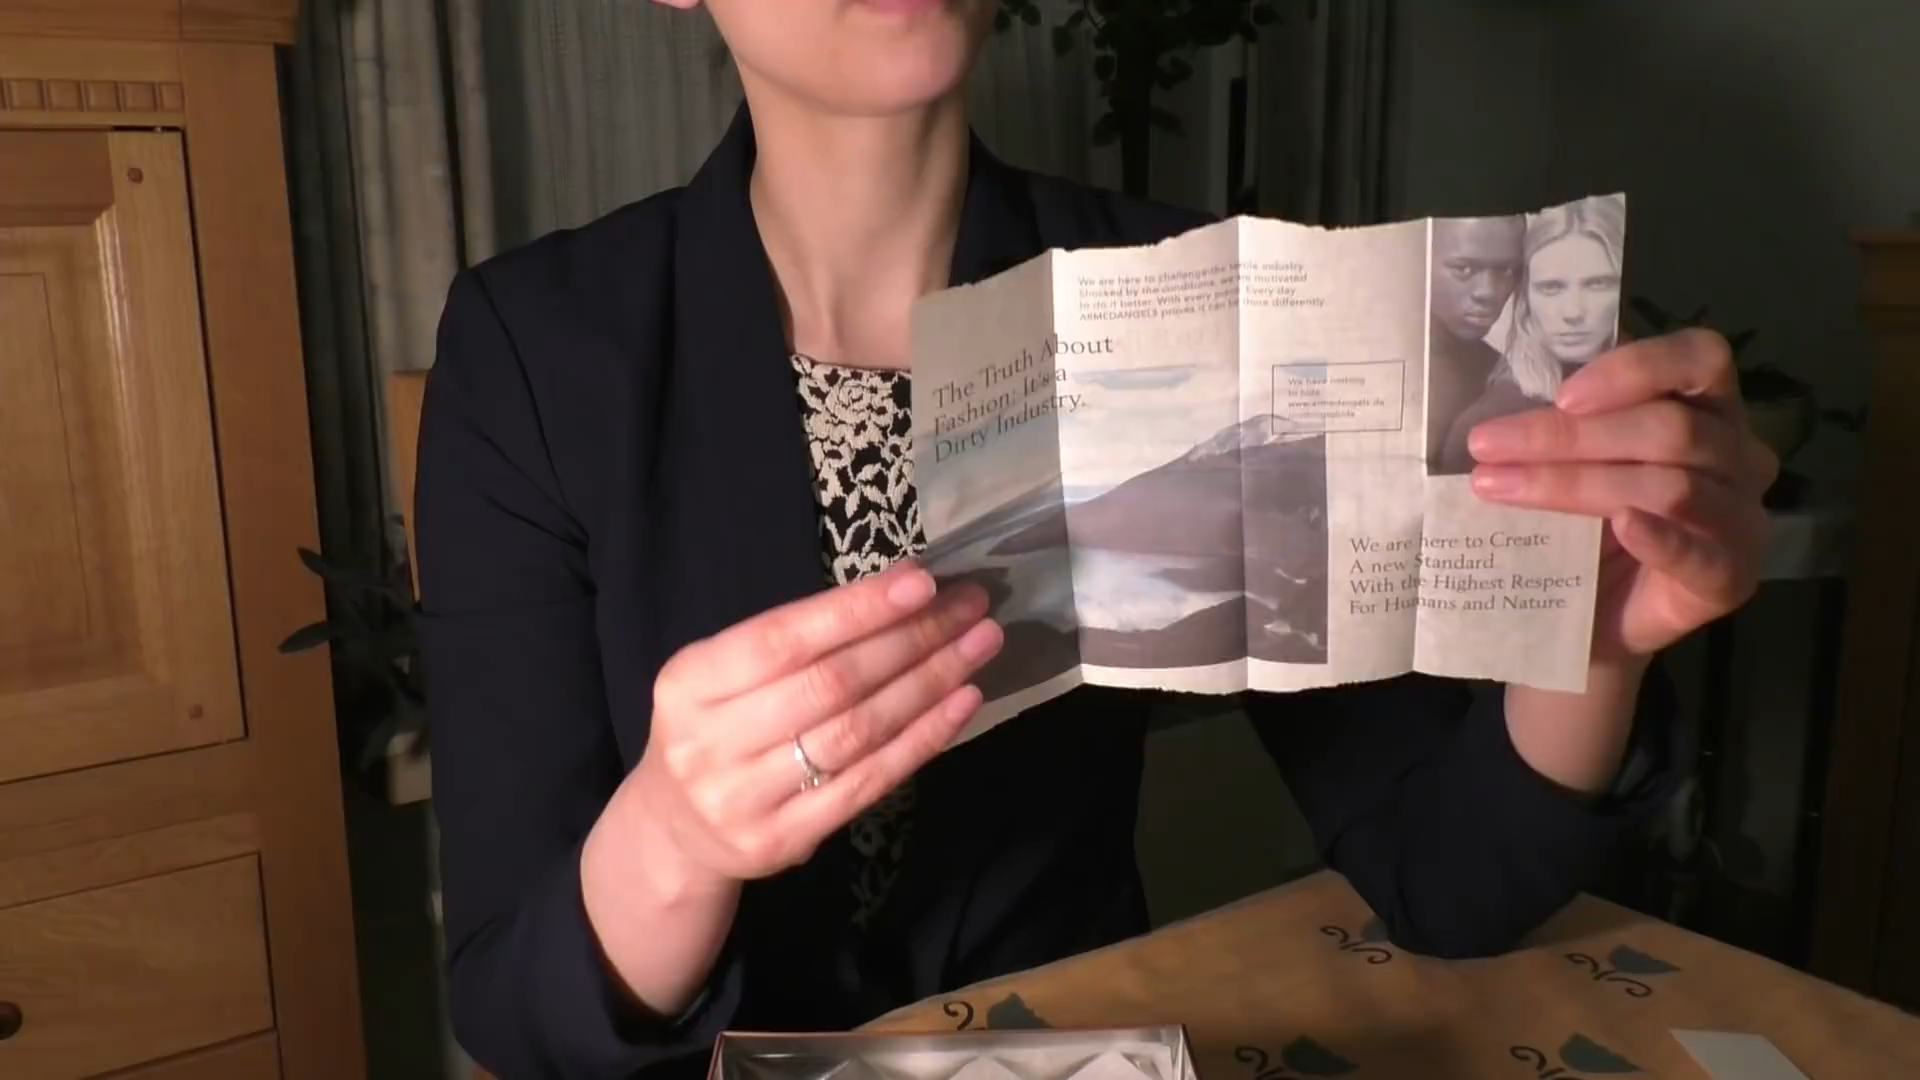 The Truth About
Fashion: It's a
Dirty Industry.
We are here to challenge the textile industry.
Shocked by the conditions, we are motivated
to do it better. With every piece. Every day
ARMEDANGELS proves it can be done differently
We have nothing
to hide
www.armedangels.de
We are here to Create
A new Standard
With the Highest Respect
For Humans and Nature.